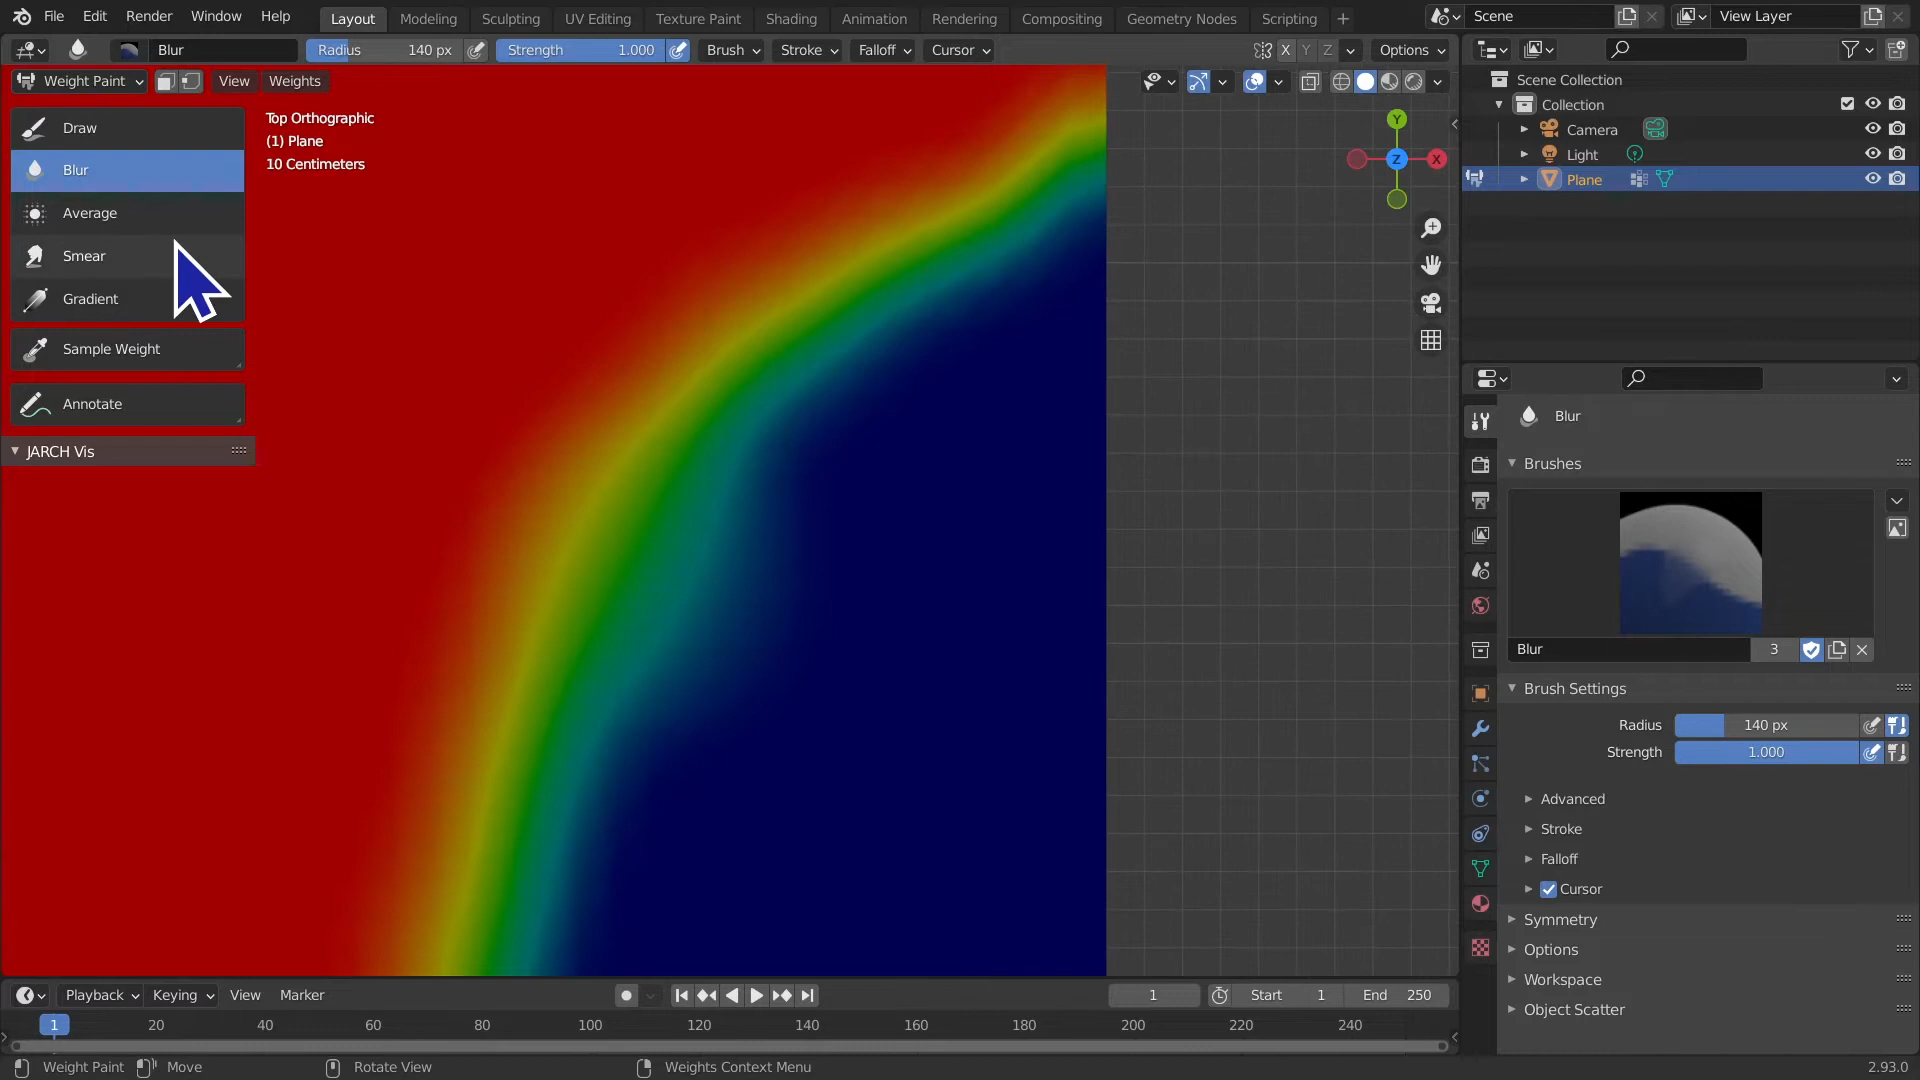 File Edit Render Window Help Layout Modeling Sculpting UV Editing Texture Paint Shading Animation Rendering Compositing Geometry Nodes Scripting + Scene View Layer
Blur Radius 140 px Strength 1.000 Brush Stroke Falloff Cursor X Y Z Options
Weight Paint View Weights
Draw
Blur
Average
Smear
Gradient
Sample Weight
Annotate
JARCH Vis
Top Orthographic
(1) Plane
10 Centimeters
Y
Z
X
Scene Collection
Collection
Camera
Light
Plane
Blur
Brushes
Blur 3
Brush Settings
Radius 140 px
Strength 1.000
Advanced
Stroke
Falloff
Cursor
Symmetry
Options
Workspace
Object Scatter
Playback Keying View Marker 1 Start 1 End 250
1 20 40 60 80 100 120 140 160 180 200 220 240
Weight Paint Move Rotate View Weights Context Menu 2.93.0